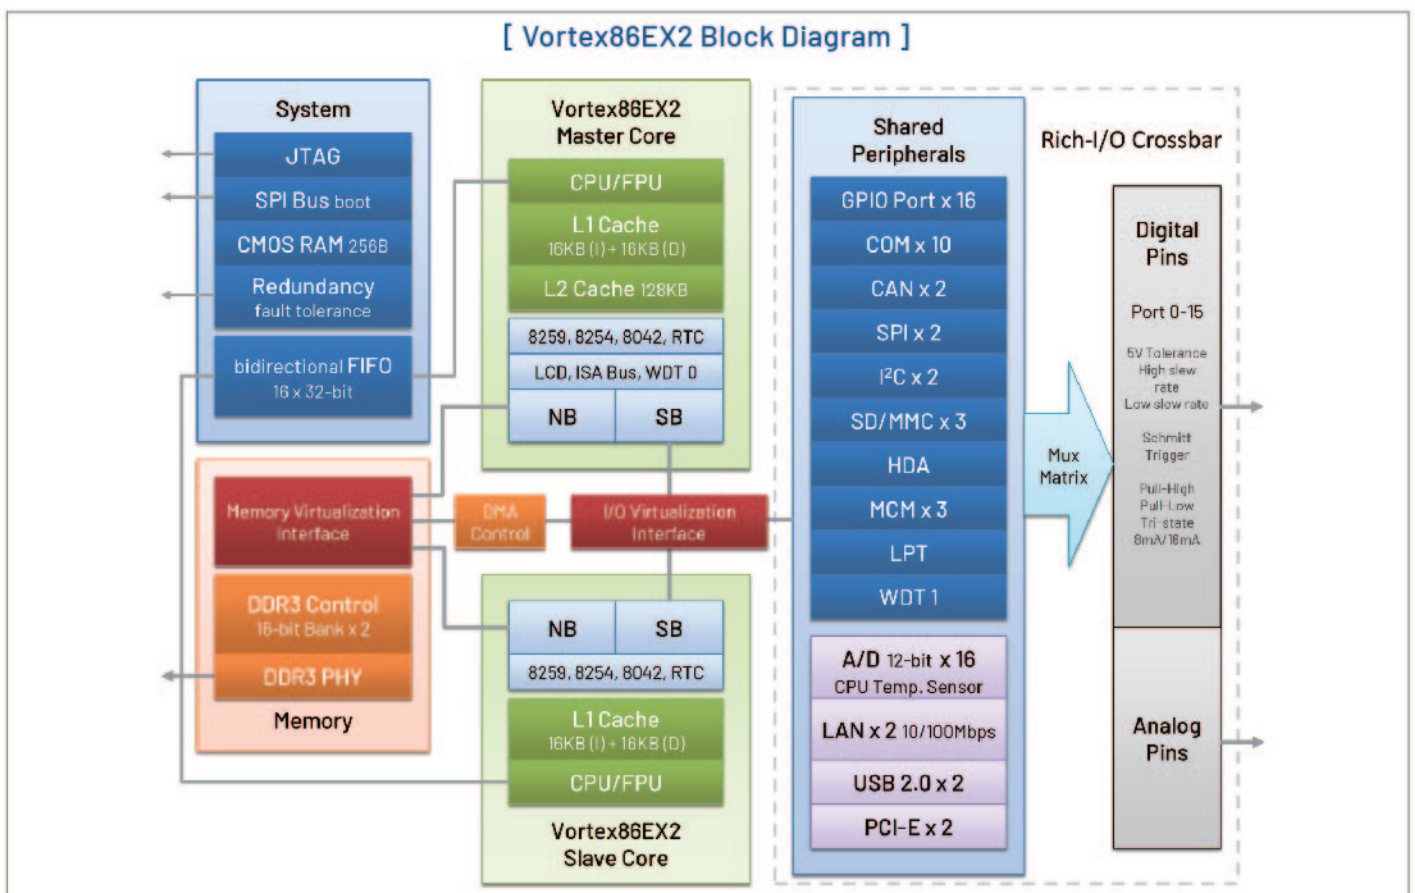 [ Vortex86EX2 Block Diagram ]
System
JTAG
SPI Bus boot
CMOS RAM 256B
Redundancy
fault tolerance
bidirectional FIFO
16 x 32-bit
Memory Virtualization
Interface
DDR3 Control
16-bit Bank x 2
DDR3 PHY
Memory
Vortex86EX2
Master Core
CPU/FPU
L1 Cache
16KB (I) + 16KB (D)
L2 Cache 128KB
8259, 8254, 8042, RTC
LCD, ISA Bus, WDT 0
NB
SB
DMA
Control
I/O Virtualization
Interface
NB
SB
8259, 8254, 8042, RTC
L1 Cache
16KB (I) + 16KB (D)
CPU/FPU
Vortex86EX2
Slave Core
Shared
Peripherals
GPIO Port x 16
COM x 10
CAN x 2
SPI x 2
I²C x 2
SD/MMC x 3
HDA
MCM x 3
LPT
WDT 1
A/D 12-bit x 16
CPU Temp. Sensor
LAN x 2 10/100Mbps
USB 2.0 x 2
PCI-E x 2
Rich-I/O Crossbar
Mux
Matrix
Digital
Pins
Port 0-15
5V Tolerance
High slew
rate
Low slow rate
Schmitt
Trigger
Pull-High
Pull-Low
Tri-state
8mA/16mA
Analog
Pins